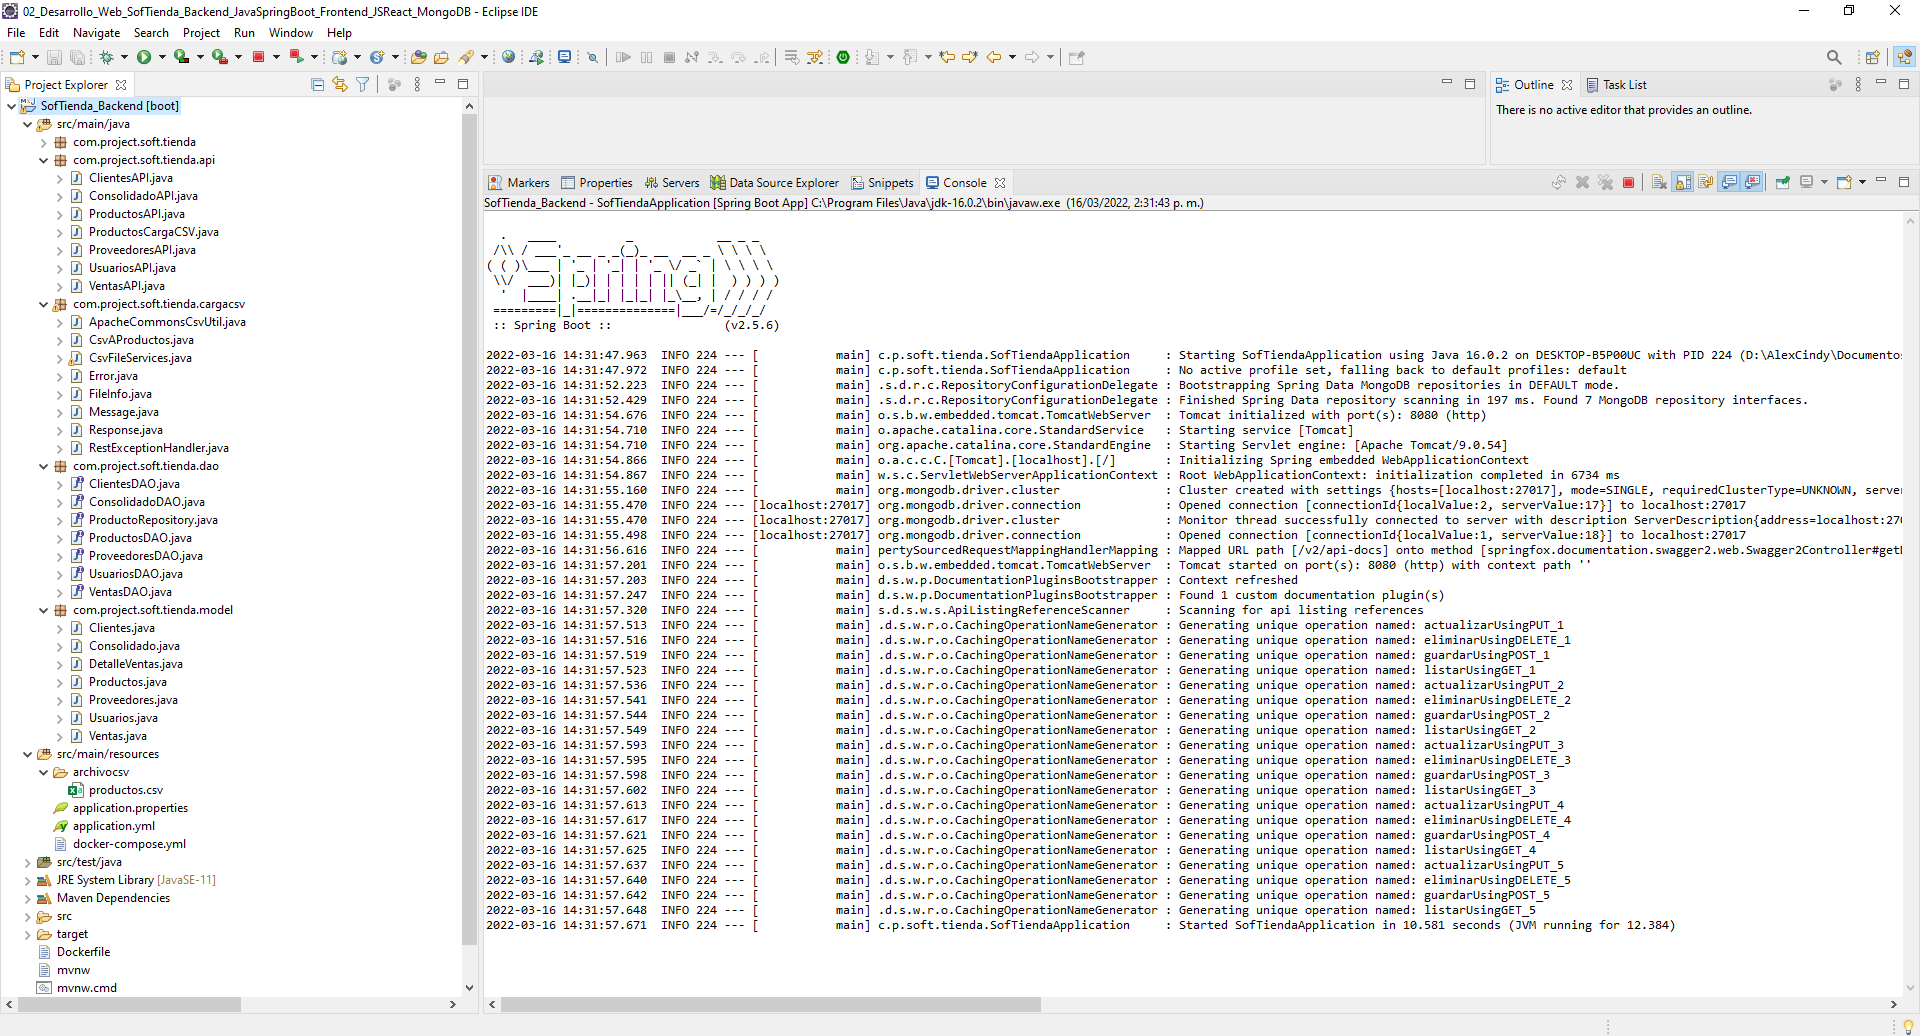 02_Desarrollo_Web_SofTienda_Backend_JavaSpringBoot_Frontend_JSReact_MongoDB - Eclipse IDE
File Edit Navigate Search Project Run Window Help
Project Explorer
SofTienda_Backend [boot]
src/main/java
com.project.soft.tienda
com.project.soft.tienda.api
ClientesAPI.java
ConsolidadoAPI.java
ProductosAPI.java
ProductosCargaCSV.java
ProveedoresAPI.java
UsuariosAPI.java
VentasAPI.java
com.project.soft.tienda.cargacsv
ApacheCommonsCsvUtil.java
CsvAProductos.java
CsvFileServices.java
Error.java
FileInfo.java
Message.java
Response.java
RestExceptionHandler.java
com.project.soft.tienda.dao
ClientesDAO.java
ConsolidadoDAO.java
ProductoRepository.java
ProductosDAO.java
ProveedoresDAO.java
UsuariosDAO.java
VentasDAO.java
com.project.soft.tienda.model
Clientes.java
Consolidado.java
DetalleVentas.java
Productos.java
Proveedores.java
Usuarios.java
Ventas.java
src/main/resources
archivocsv
productos.csv
application.properties
application.yml
docker-compose.yml
src/test/java
JRE System Library [JavaSE-11]
Maven Dependencies
src
target
Dockerfile
mvnw
mvnw.cmd
Outline Task List
There is no active editor that provides an outline.
Markers Properties Servers Data Source Explorer Snippets Console
SofTienda_Backend - SofTiendaApplication [Spring Boot App] C:\Program Files\Java\jdk-16.0.2\bin\javaw.exe (16/03/2022, 2:31:43 p. m.)
Spring
:: Spring Boot :: (v2.5.6)
2022-03-16 14:31:47.963 INFO 224 --- [ main] c.p.soft.tienda.SofTiendaApplication : Starting SofTiendaApplication using Java 16.0.2 on DESKTOP-B5P00UC with PID 224 (D:\AlexCindy\Documento
2022-03-16 14:31:47.972 INFO 224 --- [ main] c.p.soft.tienda.SofTiendaApplication : No active profile set, falling back to default profiles: default
2022-03-16 14:31:52.223 INFO 224 --- [ main] .s.d.r.c.RepositoryConfigurationDelegate : Bootstrapping Spring Data MongoDB repositories in DEFAULT mode.
2022-03-16 14:31:52.429 INFO 224 --- [ main] .s.d.r.c.RepositoryConfigurationDelegate : Finished Spring Data repository scanning in 197 ms. Found 7 MongoDB repository interfaces.
2022-03-16 14:31:54.676 INFO 224 --- [ main] o.s.b.w.embedded.tomcat.TomcatWebServer : Tomcat initialized with port(s): 8080 (http)
2022-03-16 14:31:54.710 INFO 224 --- [ main] o.apache.catalina.core.StandardService : Starting service [Tomcat]
2022-03-16 14:31:54.710 INFO 224 --- [ main] org.apache.catalina.core.StandardEngine : Starting Servlet engine: [Apache Tomcat/9.0.54]
2022-03-16 14:31:54.866 INFO 224 --- [ main] o.a.c.c.C.[Tomcat].[localhost].[/] : Initializing Spring embedded WebApplicationContext
2022-03-16 14:31:54.867 INFO 224 --- [ main] w.s.c.ServletWebServerApplicationContext : Root WebApplicationContext: initialization completed in 6734 ms
2022-03-16 14:31:55.160 INFO 224 --- [ main] org.mongodb.driver.cluster : Cluster created with settings {hosts=[localhost:27017], mode=SINGLE, requiredClusterType=UNKNOWN, server
2022-03-16 14:31:55.470 INFO 224 --- [localhost:27017] org.mongodb.driver.connection : Opened connection [connectionId{localValue:2, serverValue:17}] to localhost:27017
2022-03-16 14:31:55.470 INFO 224 --- [localhost:27017] org.mongodb.driver.cluster : Monitor thread successfully connected to server with description ServerDescription{address=localhost:270
2022-03-16 14:31:55.498 INFO 224 --- [localhost:27017] org.mongodb.driver.connection : Opened connection [connectionId{localValue:1, serverValue:18}] to localhost:27017
2022-03-16 14:31:56.616 INFO 224 --- [ main] pertySourcedRequestMappingHandlerMapping : Mapped URL path [/v2/api-docs] onto method [springfox.documentation.swagger2.web.Swagger2Controller#get
2022-03-16 14:31:57.201 INFO 224 --- [ main] o.s.b.w.embedded.tomcat.TomcatWebServer : Tomcat started on port(s): 8080 (http) with context path ''
2022-03-16 14:31:57.203 INFO 224 --- [ main] d.s.w.p.DocumentationPluginsBootstrapper : Context refreshed
2022-03-16 14:31:57.247 INFO 224 --- [ main] d.s.w.p.DocumentationPluginsBootstrapper : Found 1 custom documentation plugin(s)
2022-03-16 14:31:57.320 INFO 224 --- [ main] s.d.s.w.s.ApiListingReferenceScanner : Scanning for api listing references
2022-03-16 14:31:57.513 INFO 224 --- [ main] .d.s.w.r.o.CachingOperationNameGenerator : Generating unique operation named: actualizarUsingPUT_1
2022-03-16 14:31:57.516 INFO 224 --- [ main] .d.s.w.r.o.CachingOperationNameGenerator : Generating unique operation named: eliminarUsingDELETE_1
2022-03-16 14:31:57.519 INFO 224 --- [ main] .d.s.w.r.o.CachingOperationNameGenerator : Generating unique operation named: guardarUsingPOST_1
2022-03-16 14:31:57.523 INFO 224 --- [ main] .d.s.w.r.o.CachingOperationNameGenerator : Generating unique operation named: listarUsingGET_1
2022-03-16 14:31:57.536 INFO 224 --- [ main] .d.s.w.r.o.CachingOperationNameGenerator : Generating unique operation named: actualizarUsingPUT_2
2022-03-16 14:31:57.541 INFO 224 --- [ main] .d.s.w.r.o.CachingOperationNameGenerator : Generating unique operation named: eliminarUsingDELETE_2
2022-03-16 14:31:57.544 INFO 224 --- [ main] .d.s.w.r.o.CachingOperationNameGenerator : Generating unique operation named: guardarUsingPOST_2
2022-03-16 14:31:57.549 INFO 224 --- [ main] .d.s.w.r.o.CachingOperationNameGenerator : Generating unique operation named: listarUsingGET_2
2022-03-16 14:31:57.593 INFO 224 --- [ main] .d.s.w.r.o.CachingOperationNameGenerator : Generating unique operation named: actualizarUsingPUT_3
2022-03-16 14:31:57.595 INFO 224 --- [ main] .d.s.w.r.o.CachingOperationNameGenerator : Generating unique operation named: eliminarUsingDELETE_3
2022-03-16 14:31:57.598 INFO 224 --- [ main] .d.s.w.r.o.CachingOperationNameGenerator : Generating unique operation named: guardarUsingPOST_3
2022-03-16 14:31:57.602 INFO 224 --- [ main] .d.s.w.r.o.CachingOperationNameGenerator : Generating unique operation named: listarUsingGET_3
2022-03-16 14:31:57.613 INFO 224 --- [ main] .d.s.w.r.o.CachingOperationNameGenerator : Generating unique operation named: actualizarUsingPUT_4
2022-03-16 14:31:57.617 INFO 224 --- [ main] .d.s.w.r.o.CachingOperationNameGenerator : Generating unique operation named: eliminarUsingDELETE_4
2022-03-16 14:31:57.621 INFO 224 --- [ main] .d.s.w.r.o.CachingOperationNameGenerator : Generating unique operation named: guardarUsingPOST_4
2022-03-16 14:31:57.625 INFO 224 --- [ main] .d.s.w.r.o.CachingOperationNameGenerator : Generating unique operation named: listarUsingGET_4
2022-03-16 14:31:57.637 INFO 224 --- [ main] .d.s.w.r.o.CachingOperationNameGenerator : Generating unique operation named: actualizarUsingPUT_5
2022-03-16 14:31:57.640 INFO 224 --- [ main] .d.s.w.r.o.CachingOperationNameGenerator : Generating unique operation named: eliminarUsingDELETE_5
2022-03-16 14:31:57.642 INFO 224 --- [ main] .d.s.w.r.o.CachingOperationNameGenerator : Generating unique operation named: guardarUsingPOST_5
2022-03-16 14:31:57.648 INFO 224 --- [ main] .d.s.w.r.o.CachingOperationNameGenerator : Generating unique operation named: listarUsingGET_5
2022-03-16 14:31:57.671 INFO 224 --- [ main] c.p.soft.tienda.SofTiendaApplication : Started SofTiendaApplication in 10.581 seconds (JVM running for 12.384)